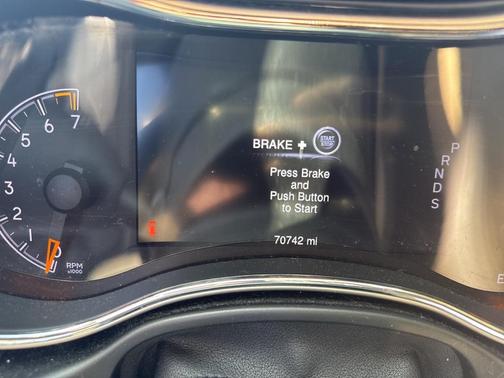 7
6
5
4
3
2
1
0
RPM
x1000
BRAKE + START
Press Brake
and
Push Button
to Start
70742 mi
P
R
N
D
S
E